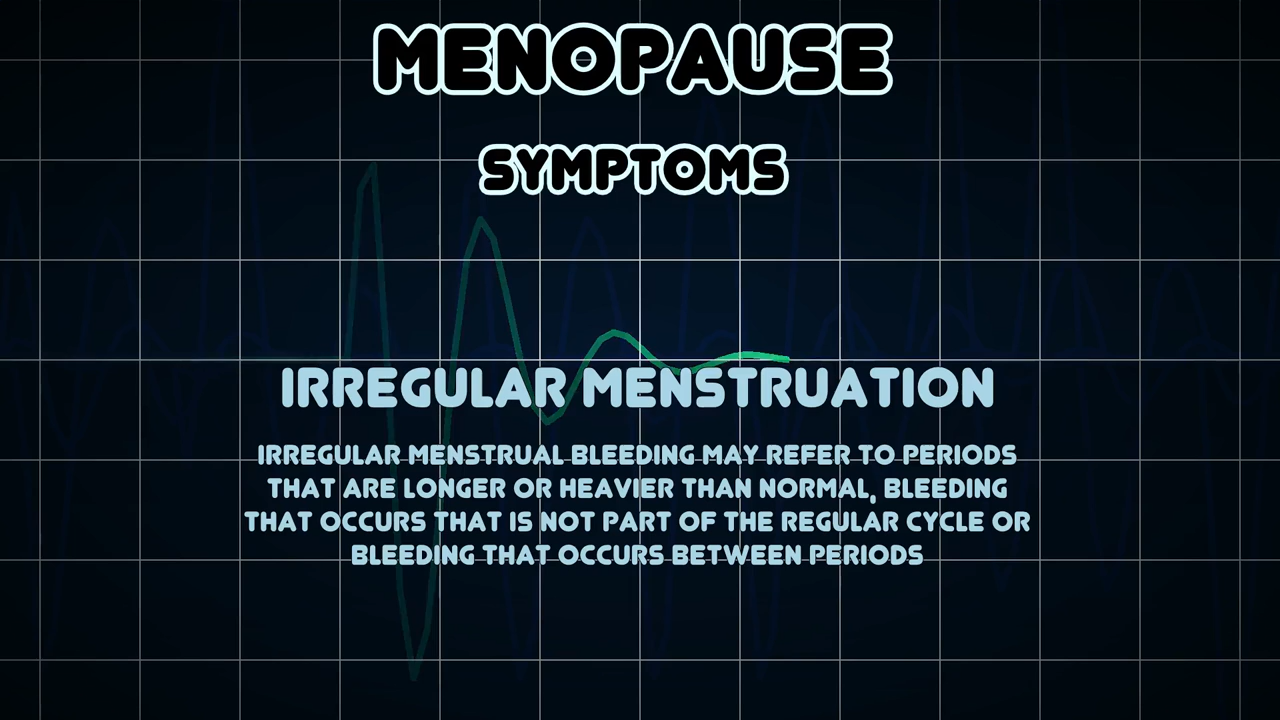 MENOPAUSE
SYMPTOMS
IRREGULAR MENSTRUATION
IRREGULAR MENSTRUAL BLEEDING MAY REFER TO PERIODS
THAT ARE LONGER OR HEAVIER THAN NORMAL, BLEEDING
THAT OCCURS THAT IS NOT PART OF THE REGULAR CYCLE OR
BLEEDING THAT OCCURS BETWEEN PERIODS